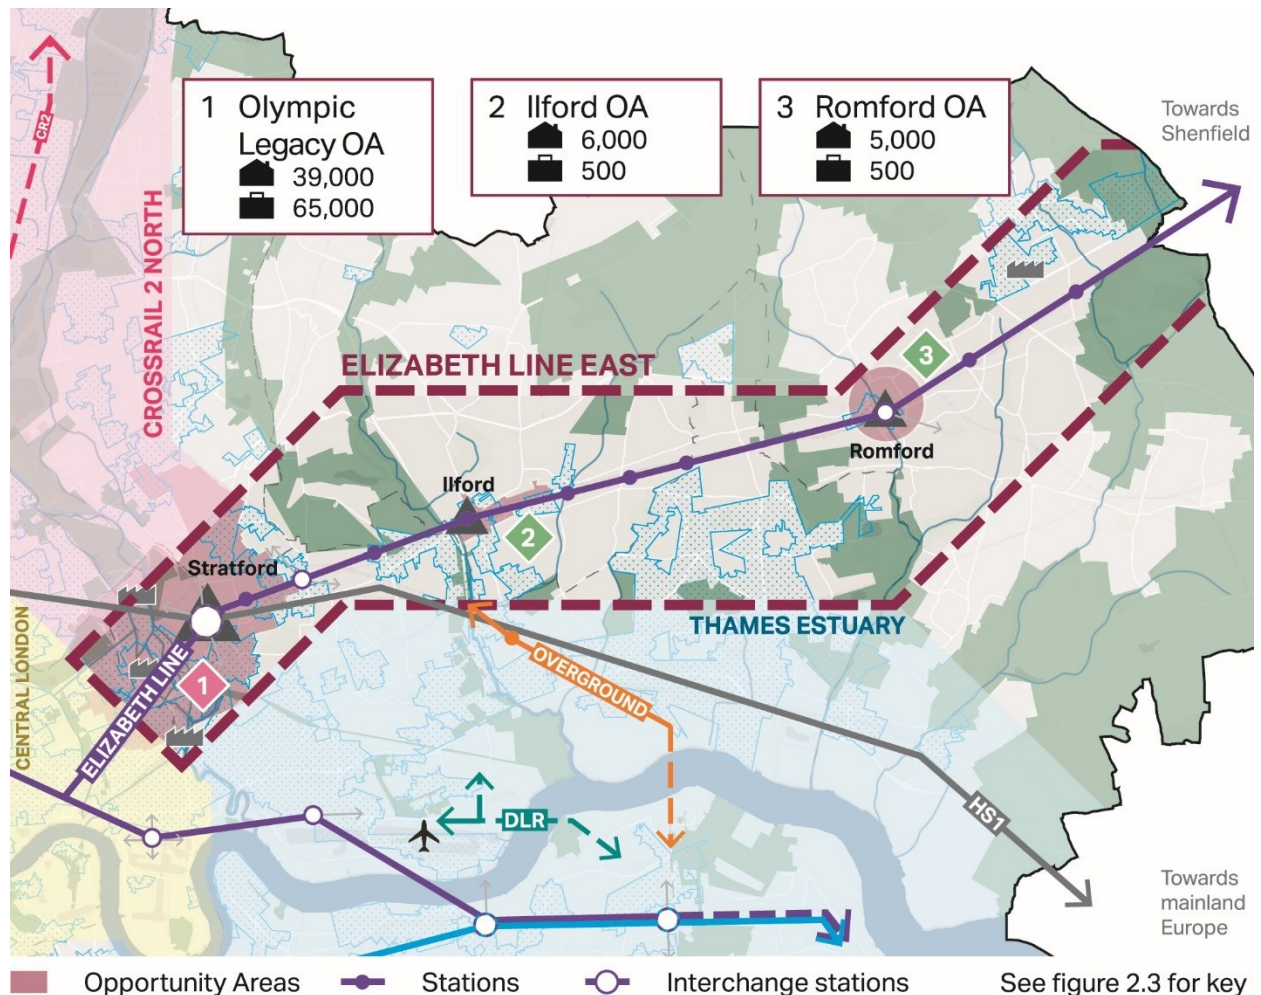 Towards
Shenfield
1 Olympic
Legacy OA
39,000
65,000
2 Ilford OA
6,000
500
3 Romford OA
5,000
500
CR2
CROSSRAIL 2 NORTH
ELIZABETH LINE EAST
3
Romford
Ilford
2
Stratford
THAMES ESTUARY
OVERGROUND
1
ELIZABETH LINE
CENTRAL LONDON
DLR
HS1
Towards
mainland
Europe
Opportunity Areas
Stations
Interchange stations
See figure 2.3 for key